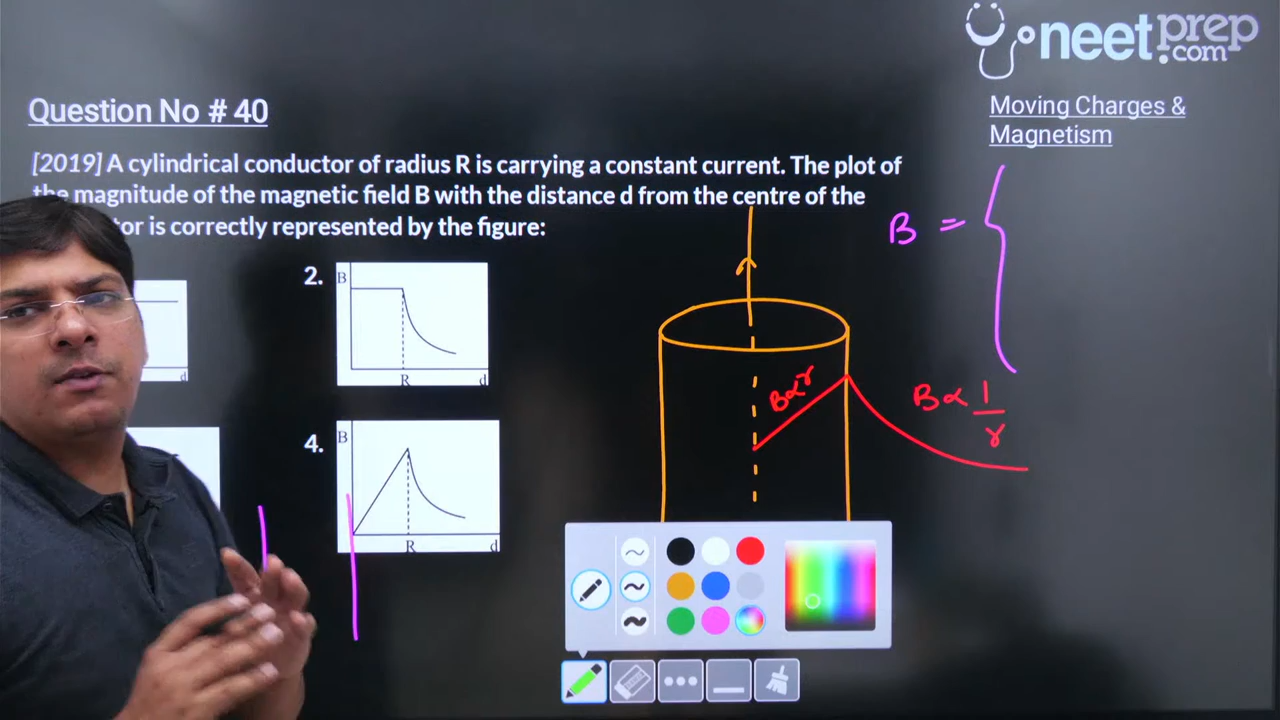 neetprep
.com
Question No # 40
Moving Charges &
Magnetism
[2019] A cylindrical conductor of radius R is carrying a constant current. The plot of
the magnitude of the magnetic field B with the distance d from the centre of the
tor is correctly represented by the figure:
B =
2.
B
R
d
d
B ∝ r
B ∝ 1/r
4.
B
R
d